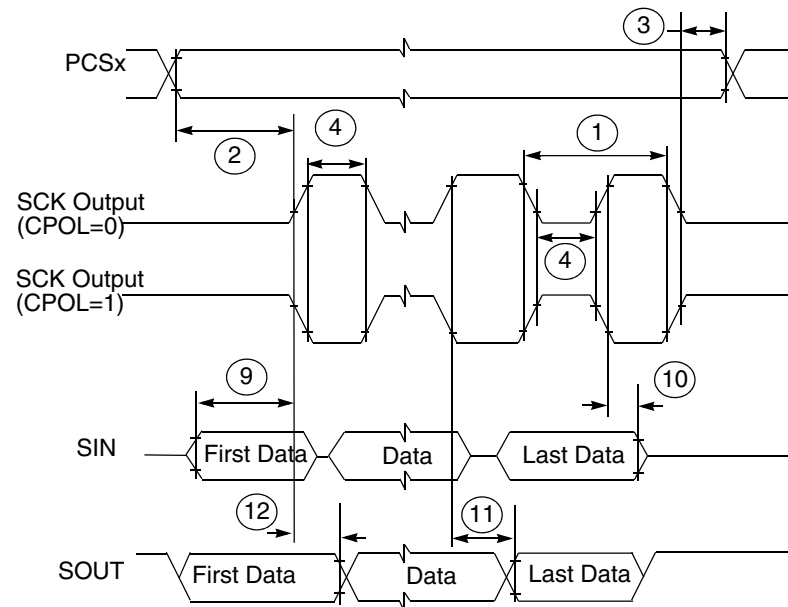 3
PCSx
2
4
1
SCK Output
(CPOL=0)
4
SCK Output
(CPOL=1)
9
10
SIN
First Data
Data
Last Data
12
11
SOUT
First Data
Data
Last Data